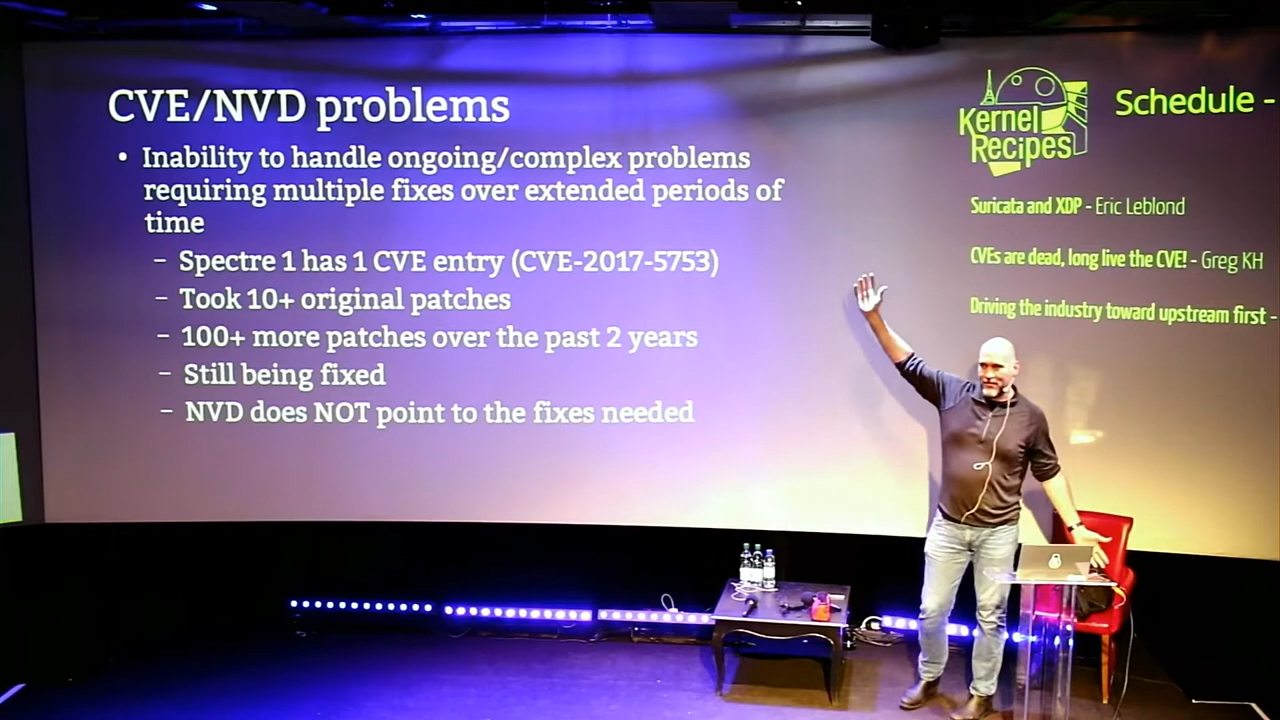 CVE/NVD problems
• Inability to handle ongoing/complex problems
requiring multiple fixes over extended periods of
time
– Spectre 1 has 1 CVE entry (CVE-2017-5753)
– Took 10+ original patches
– 100+ more patches over the past 2 years
– Still being fixed
– NVD does NOT point to the fixes needed
Kernel
Recipes
Schedule -
Suricata and XDP - Eric Leblond
CVEs are dead, long live the CVE! - Greg KH
Driving the industry toward upstream first -